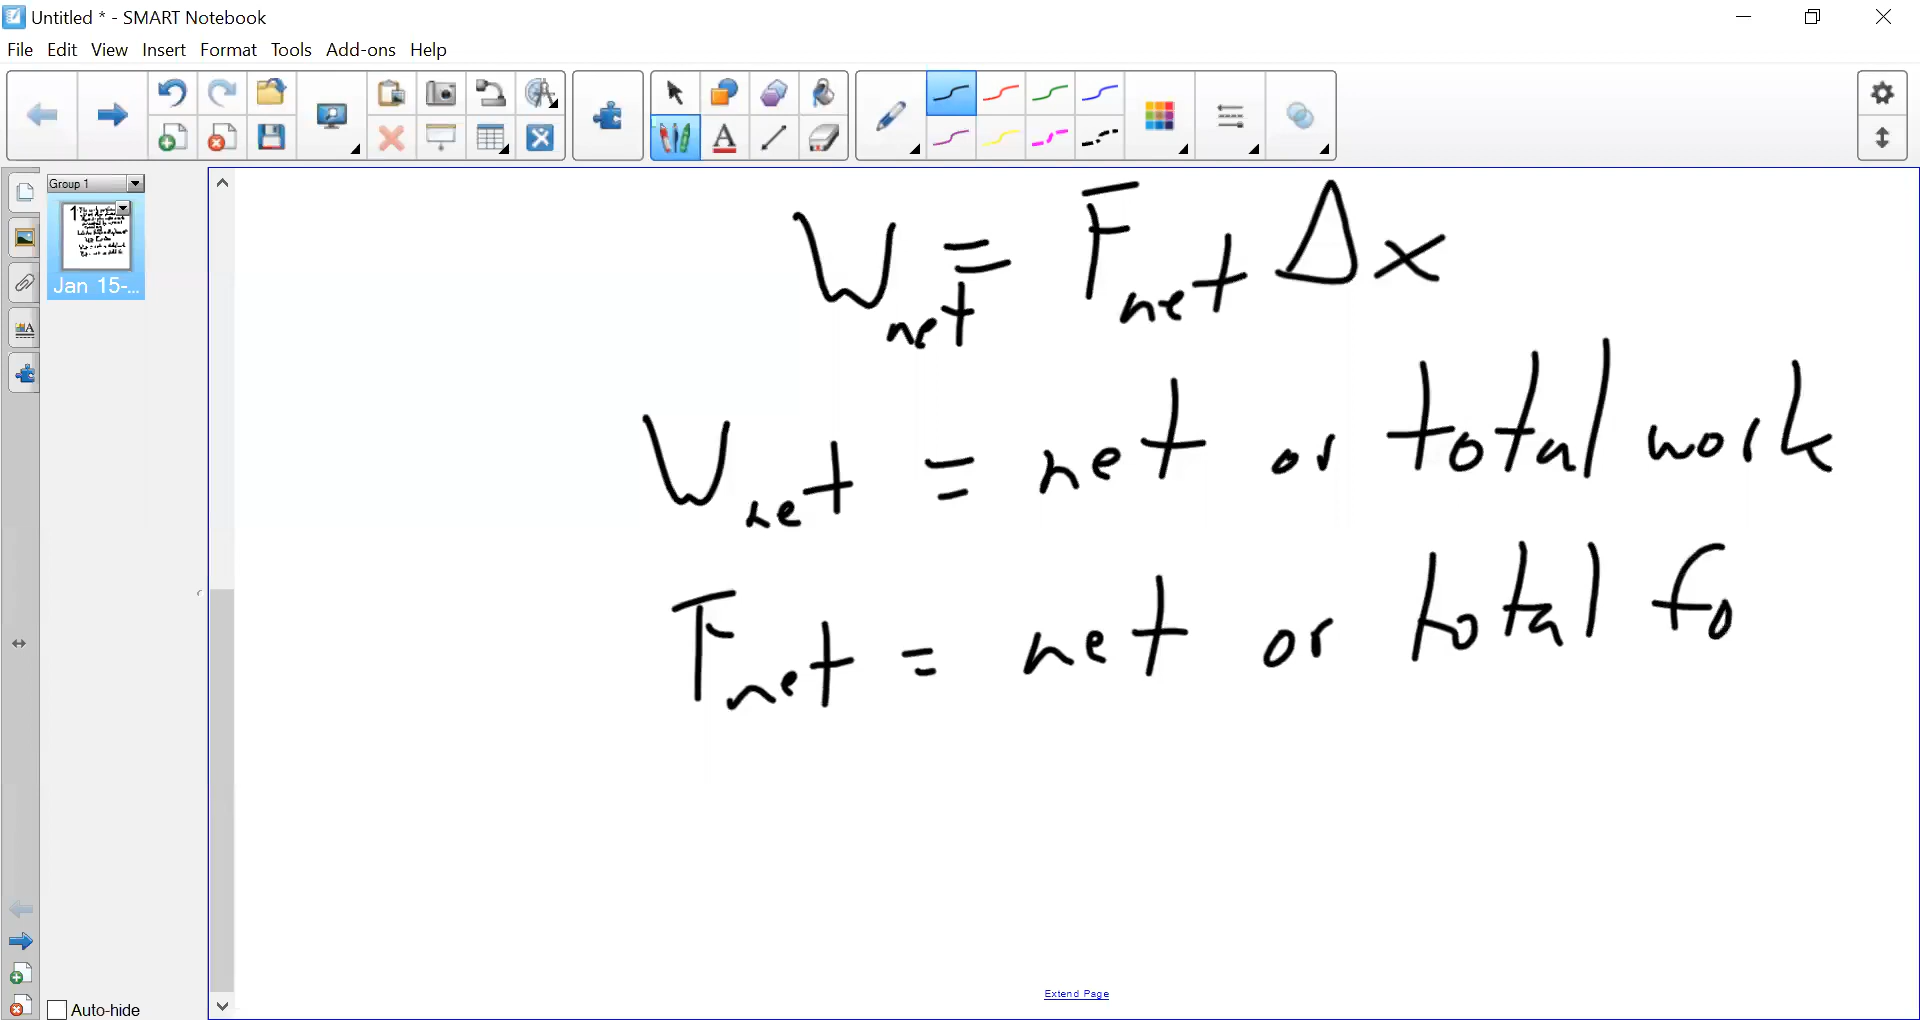 Untitled * - SMART Notebook
File Edit View Insert Format Tools Add-ons Help
Group 1
1
Jan 15-...
W_net = F_net Δx
W_net = net or total work
F_net = net or total fo
Extend Page
Auto-hide